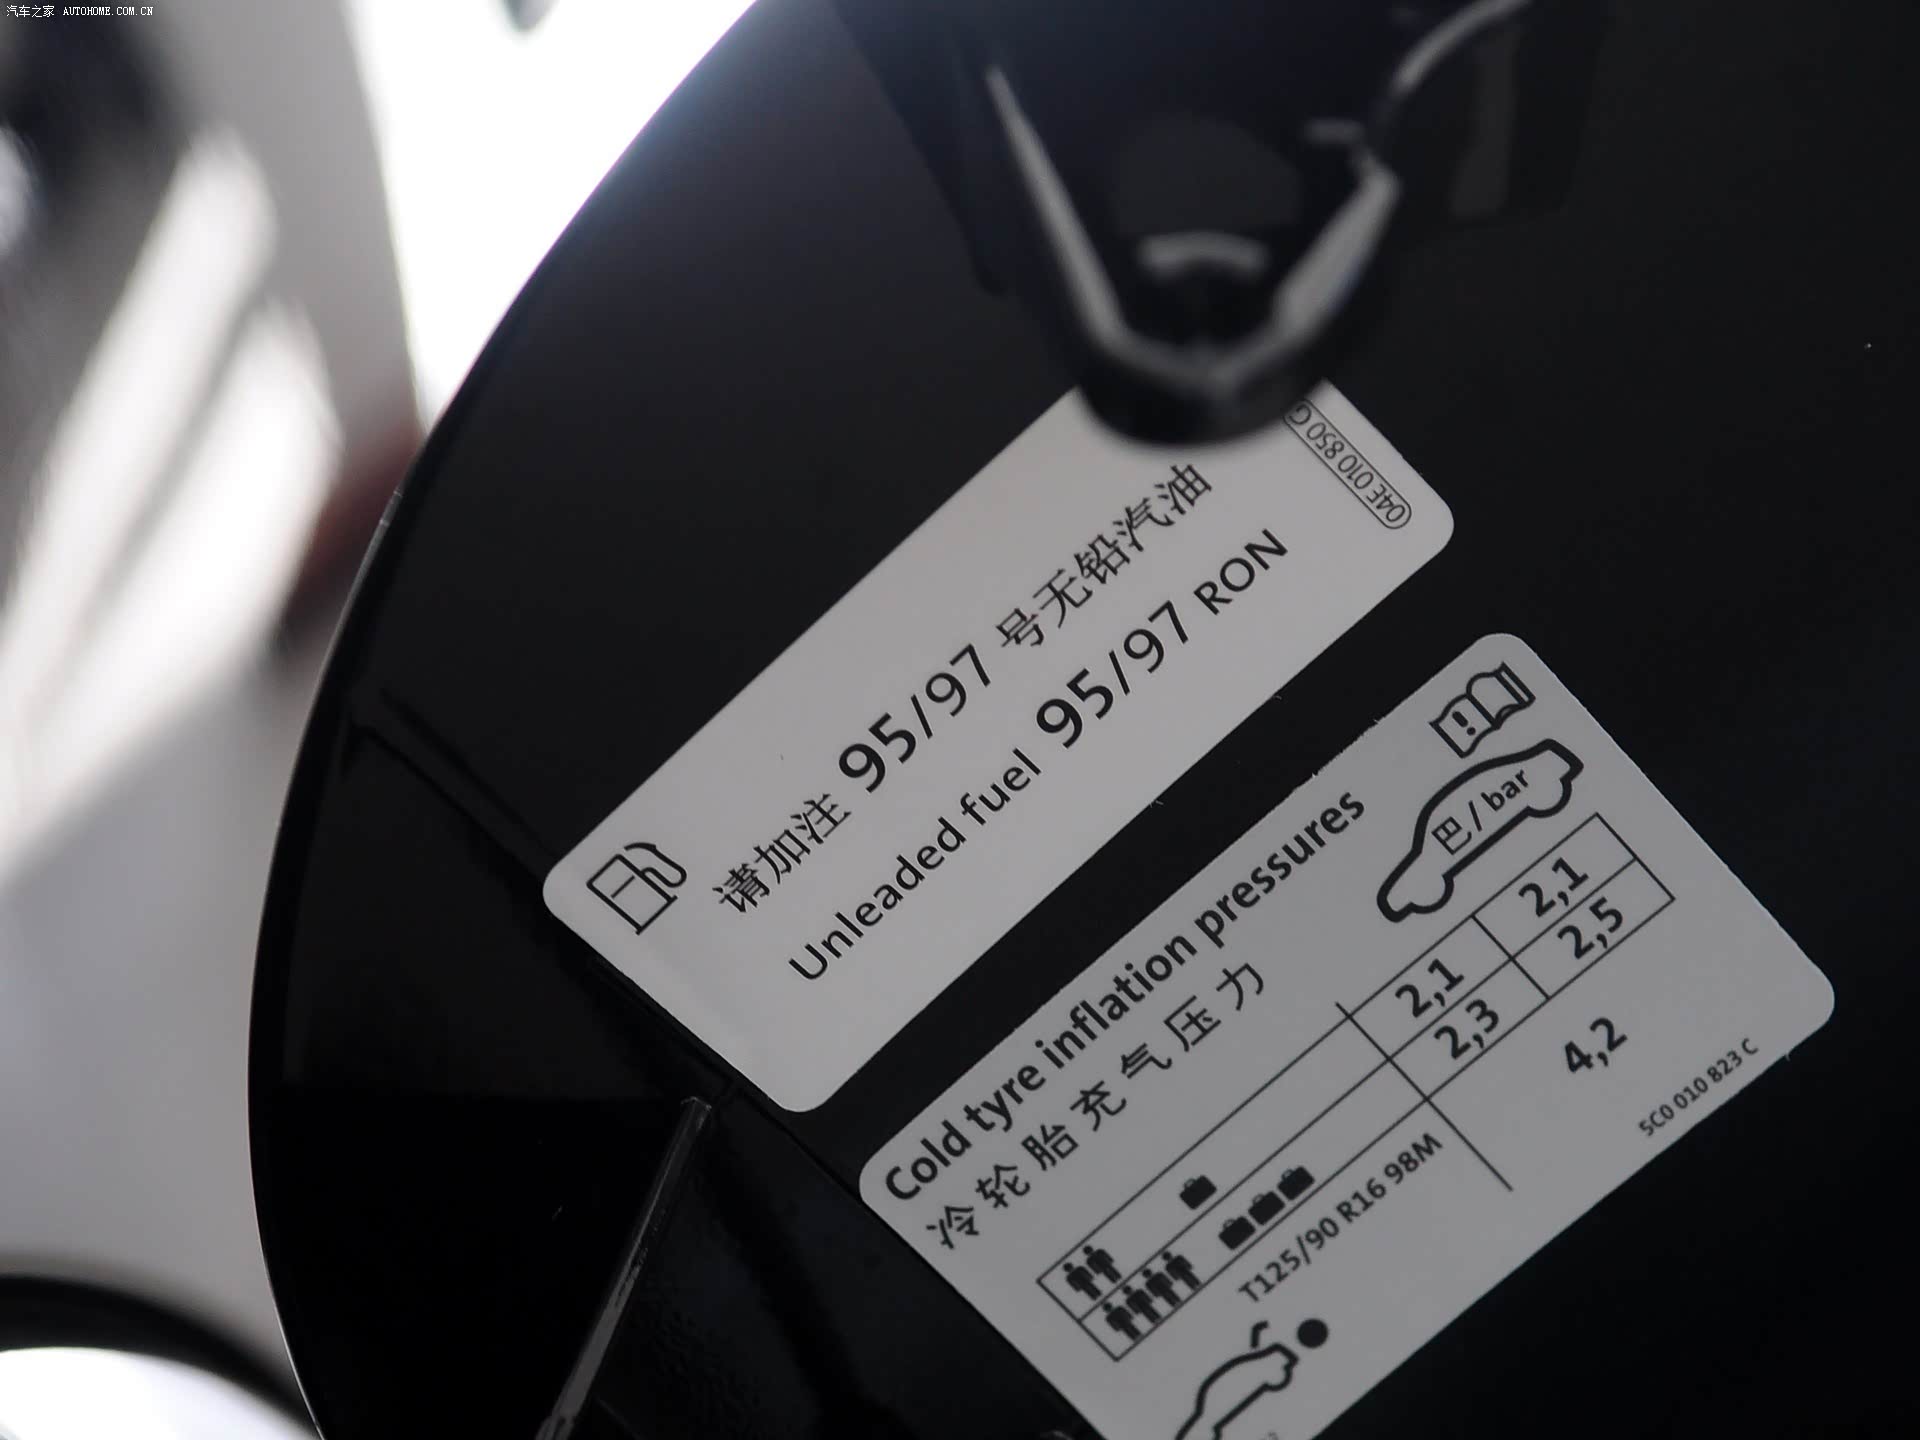 汽车之家 AUTOHOME.COM.CN
04E 010 850 G
请加注 95/97 号无铅汽油
Unleaded fuel 95/97 RON
Cold tyre inflation pressures
冷轮胎充气压力
巴/bar
2,1 2,1
2,3 2,5
T125/90 R16 98M 4,2
5C0 010 823 C